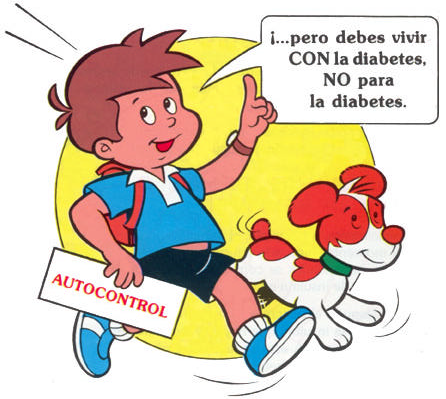 ¡...pero debes vivir
CON la diabetes,
NO para
la diabetes.
AUTOCONTROL